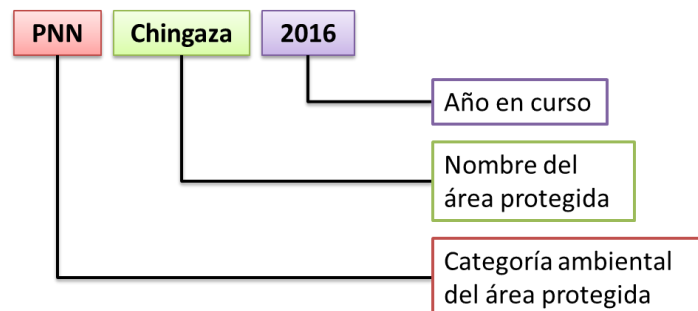 PNN Chingaza 2016
Año en curso
Nombre del
área protegida
Categoría ambiental
del área protegida